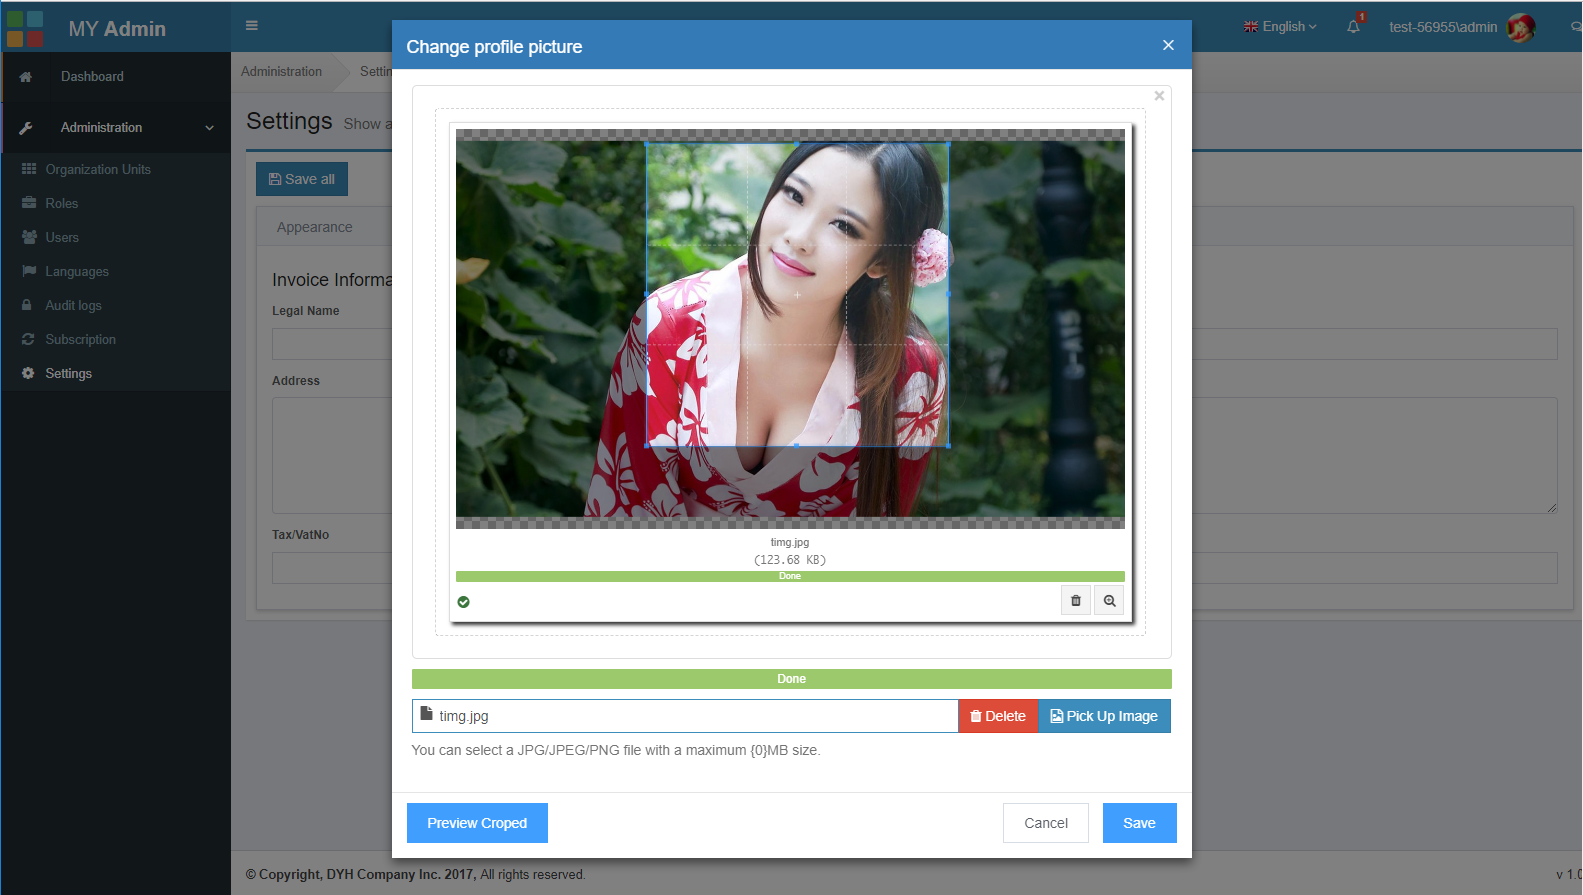 MY Admin
English
1
test-56955\admin
Change profile picture
Dashboard
Administration
Organization Units
Roles
Users
Languages
Audit logs
Subscription
Settings
Administration
Settin
Settings Show a
Save all
Appearance
Invoice Informa
Legal Name
Address
Tax/VatNo
timg.jpg
(123.68 KB)
Done
Done
timg.jpg
Delete
Pick Up Image
You can select a JPG/JPEG/PNG file with a maximum {0}MB size.
Preview Croped
Cancel
Save
© Copyright, DYH Company Inc. 2017, All rights reserved.
v 1.0